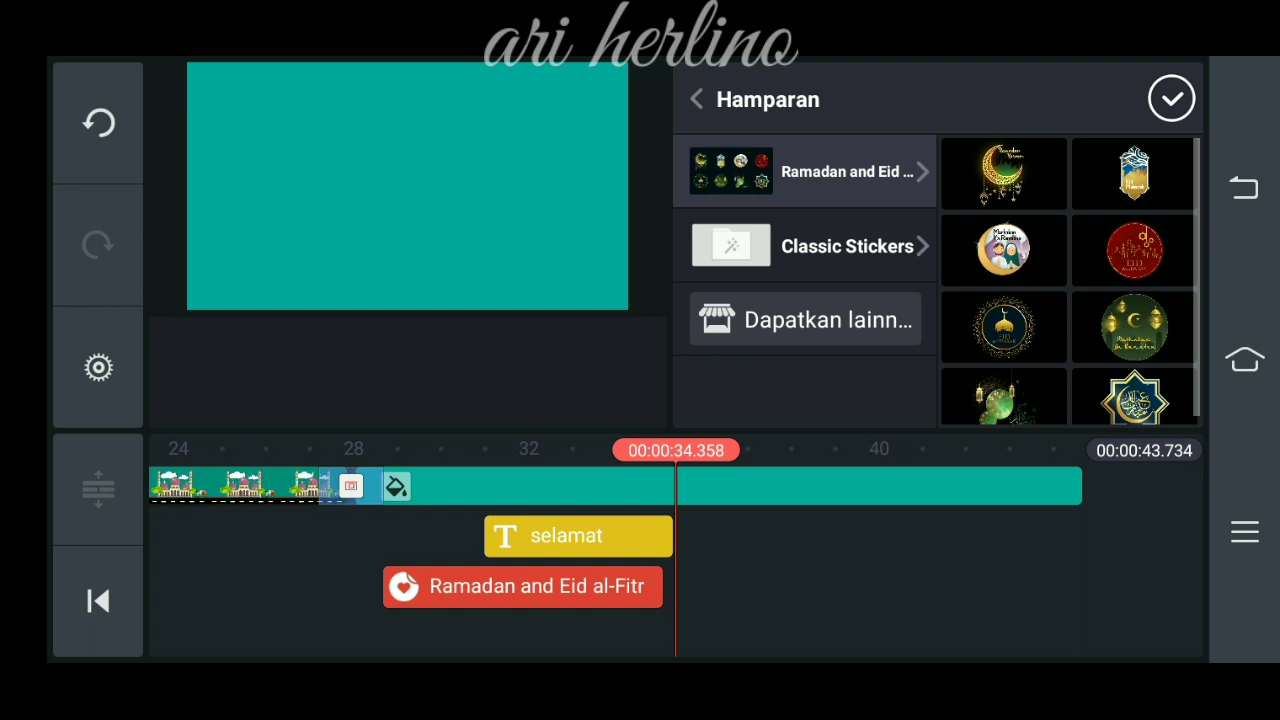 ari herlino
Hamparan
Ramadan and Eid ...
Classic Stickers
Dapatkan lainn...
24
28
32
00:00:34.358
40
00:00:43.734
T selamat
Ramadan and Eid al-Fitr